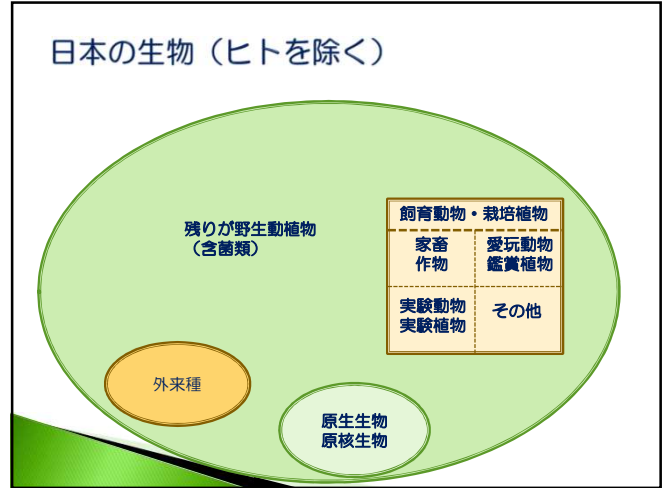 日本の生物（ヒトを除く）
残りが野生動植物
（含菌類）
飼育動物・栽培植物
家畜
作物
愛玩動物
鑑賞植物
実験動物
実験植物
その他
外来種
原生生物
原核生物